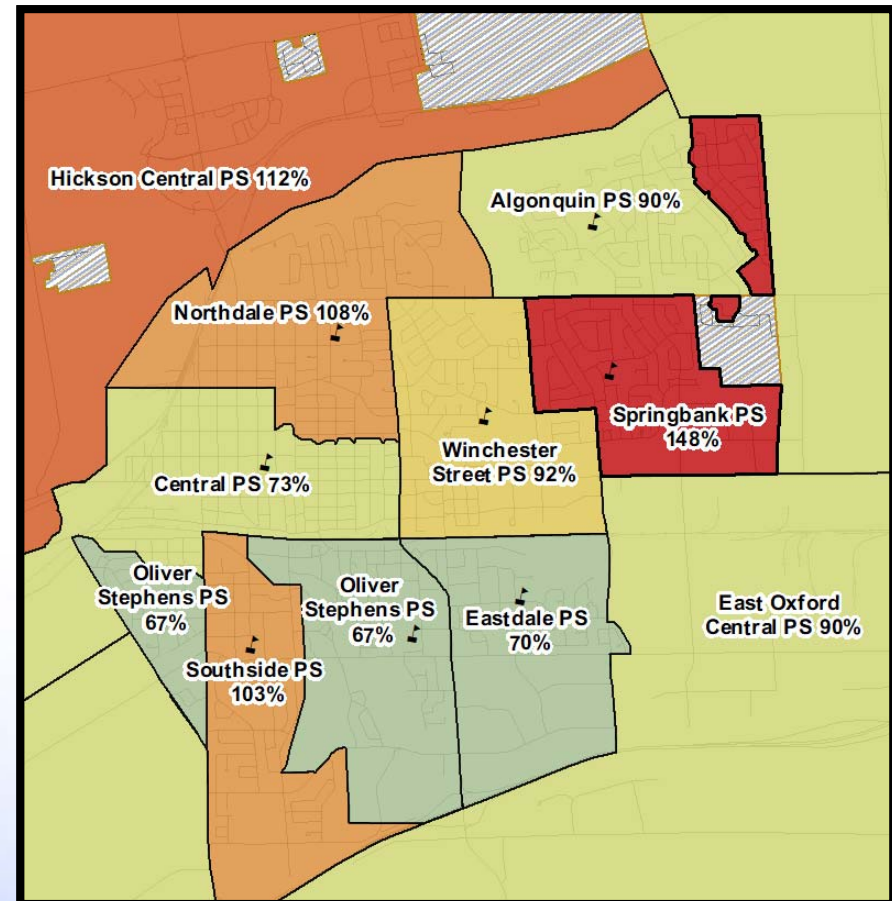 Hickson Central PS 112%
Algonquin PS 90%
Northdale PS 108%
Springbank PS
148%
Winchester
Street PS 92%
Central PS 73%
Oliver
Stephens PS
67%
Oliver
Stephens PS
67%
Eastdale PS
70%
East Oxford
Central PS 90%
Southside PS
103%